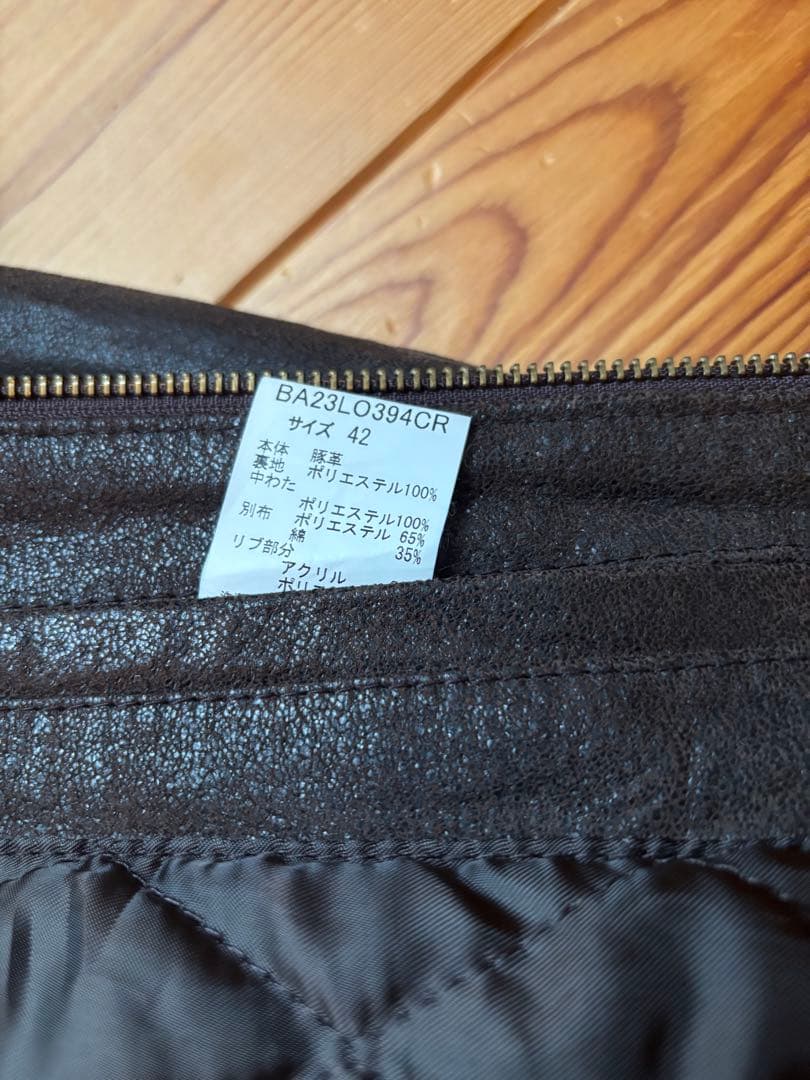 BA23LO394CR
サイズ 42
本体 豚革
裏地 ポリエステル100%
中わた
ポリエステル100%
別布 ポリエステル 65%
綿 35%
リブ部分
アクリル